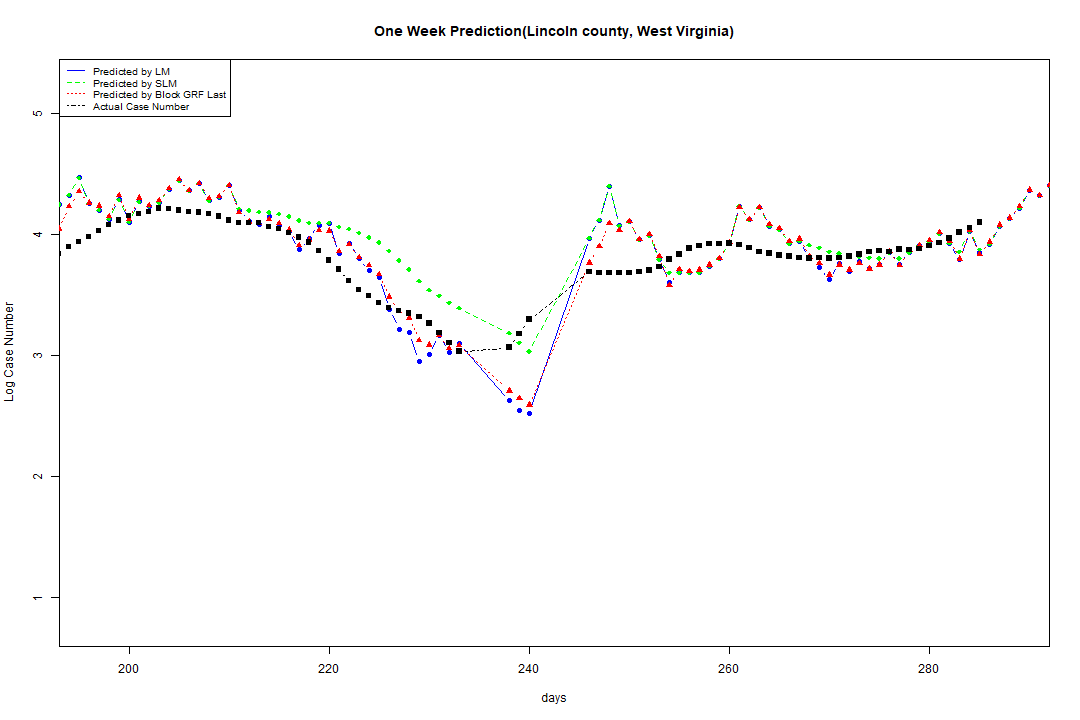 One Week Prediction(Lincoln county, West Virginia)
Predicted by LM
Predicted by SLM
Predicted by Block GRF Last
Actual Case Number
5
4
3
2
1
Log Case Number
200 220 240 260 280
days